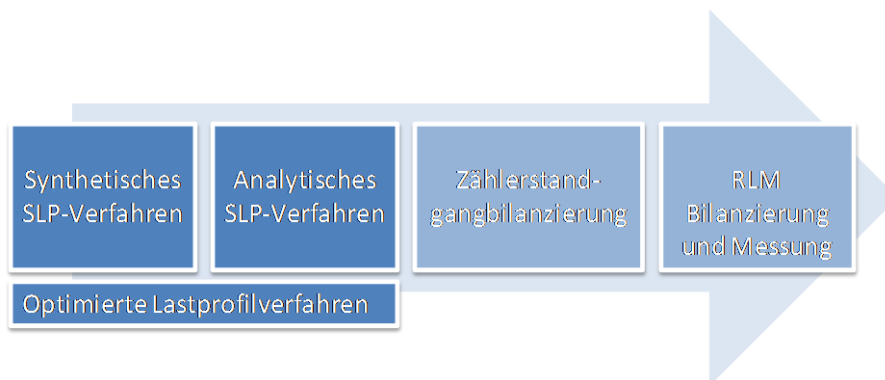 Synthetisches
SLP-Verfahren
Analytisches
SLP-Verfahren
Zählerstand-
gangbilanzierung
RLM
Bilanzierung
und Messung
Optimierte Lastprofilverfahren